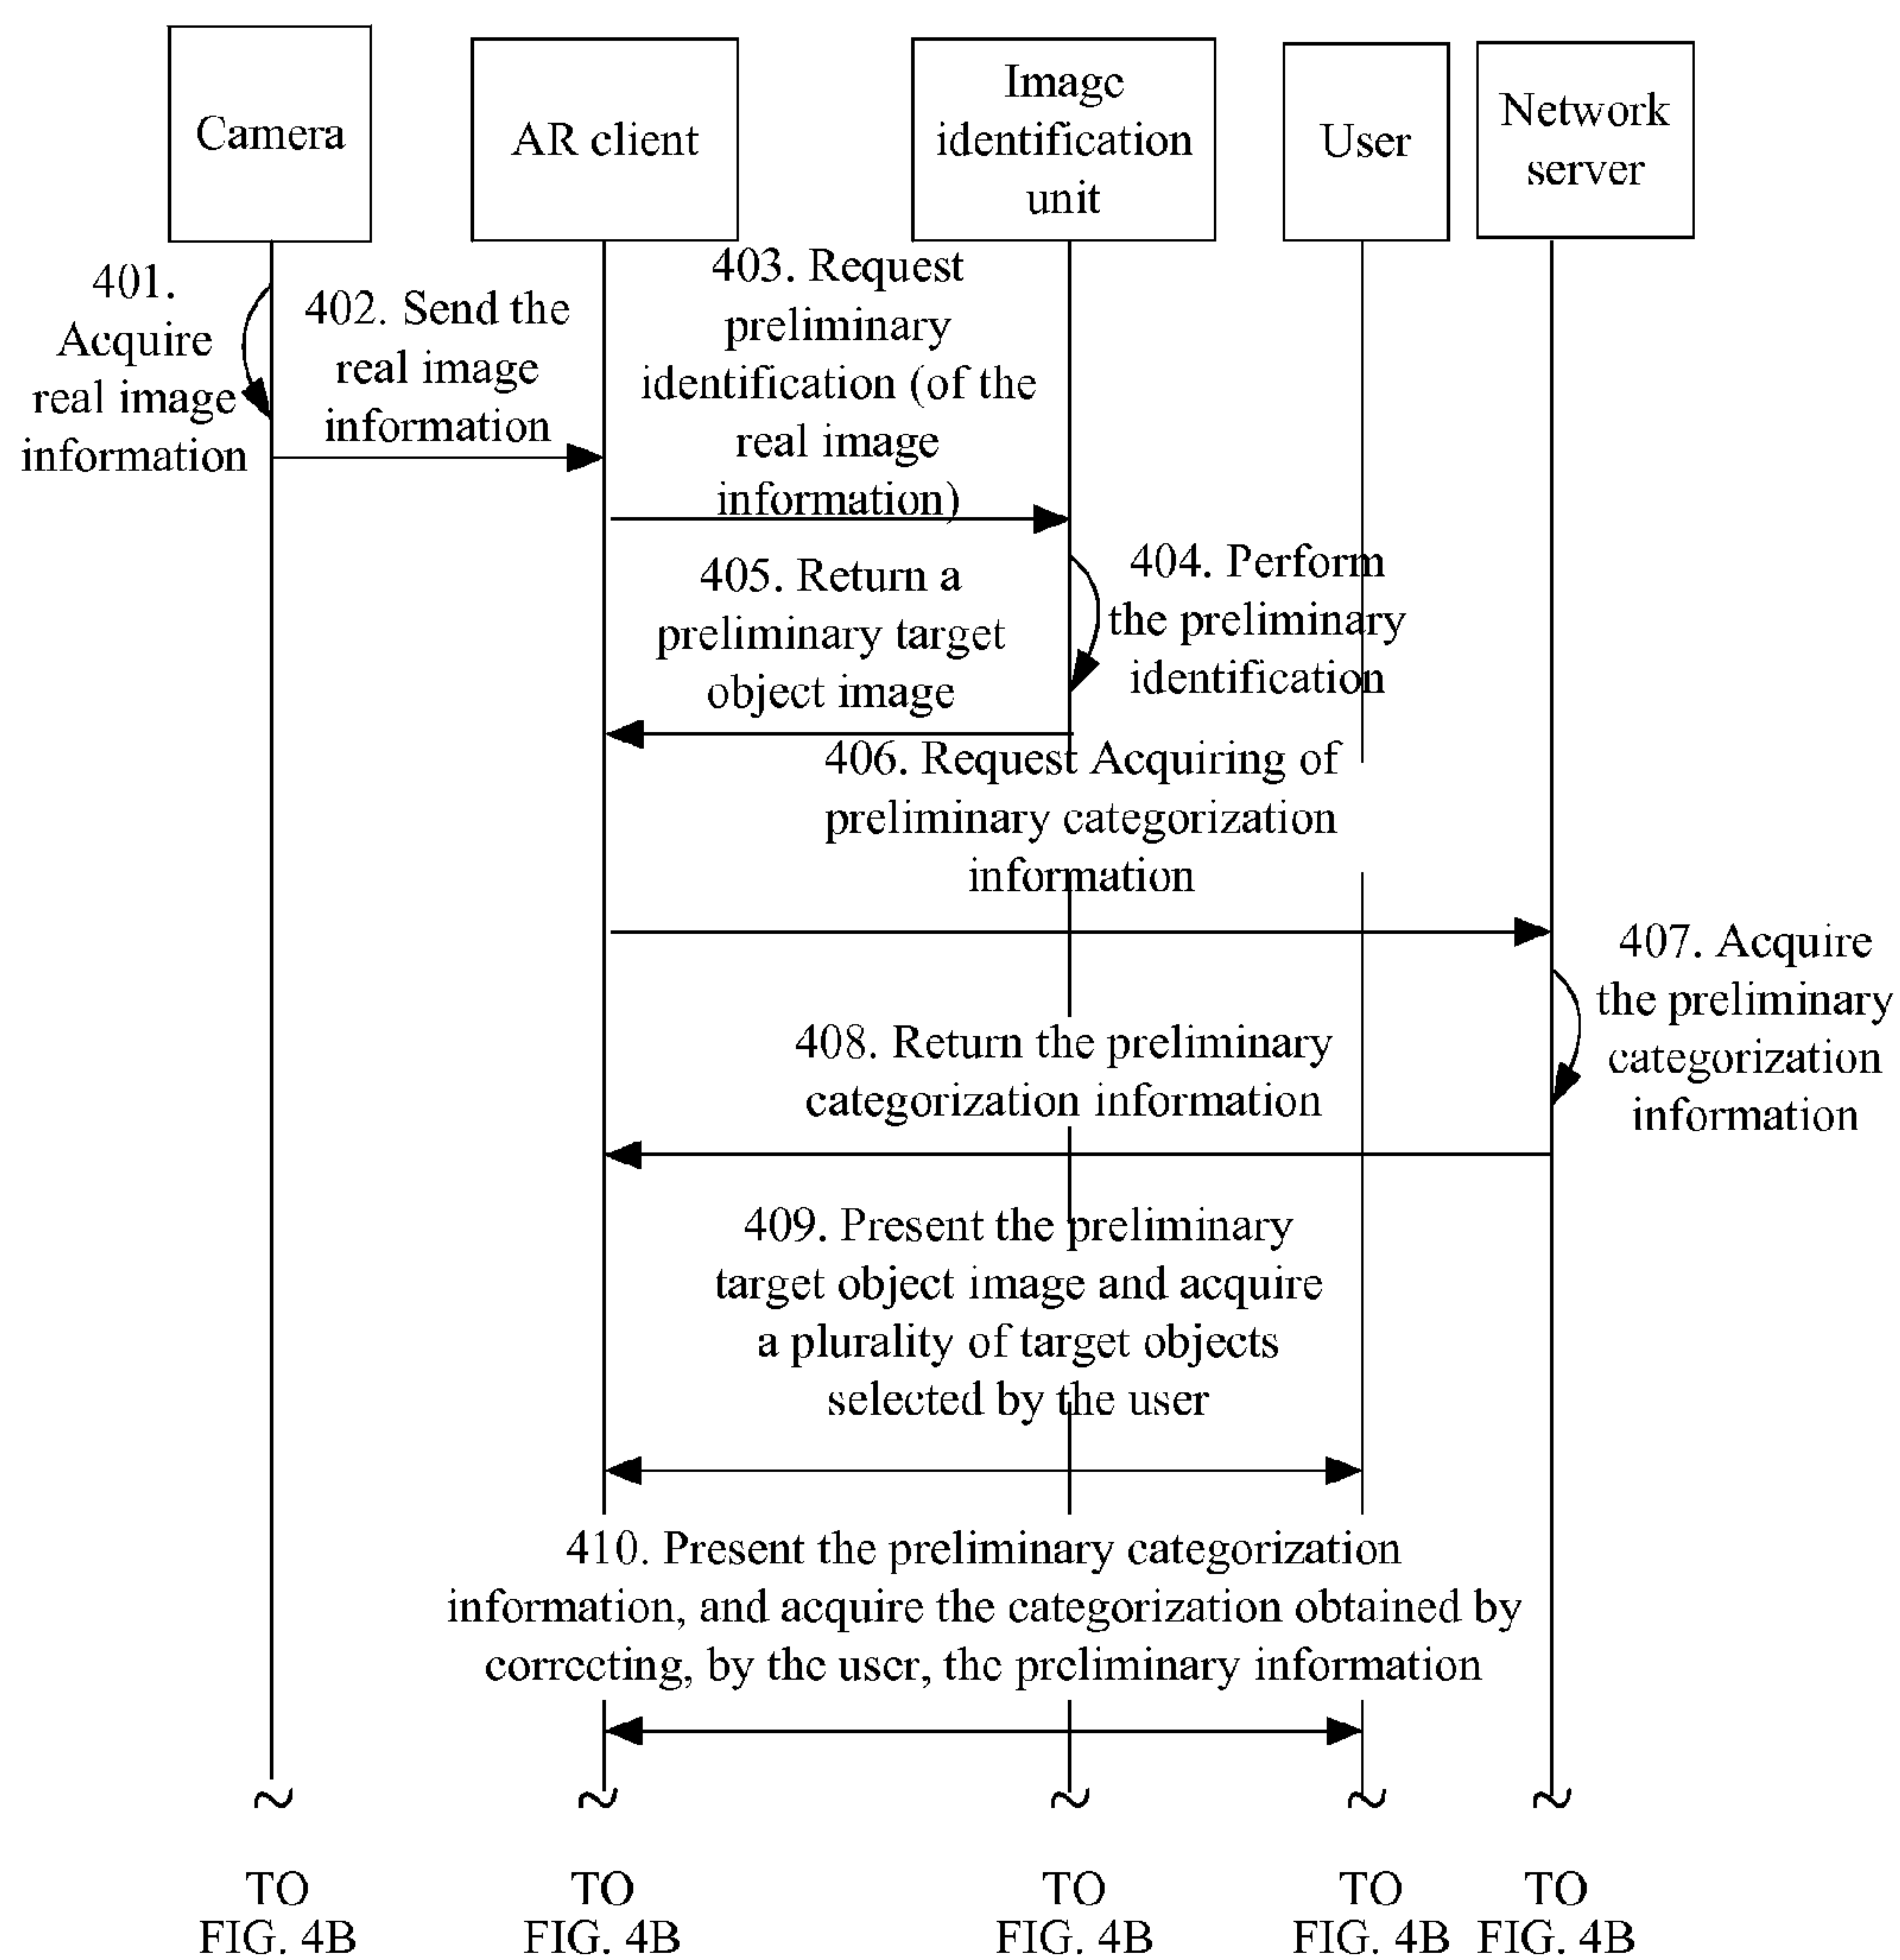 Camera
AR client
Image
identification
unit
User
Network
server
401.
Acquire
real image
information
402. Send the
real image
information
403. Request
preliminary
identification (of the
real image
information)
404. Perform
the preliminary
identification
405. Return a
preliminary target
object image
406. Request Acquiring of
preliminary categorization
information
407. Acquire
the preliminary
categorization
information
408. Return the preliminary
categorization information
409. Present the preliminary
target object image and acquire
a plurality of target objects
selected by the user
410. Present the preliminary categorization
information, and acquire the categorization obtained by
correcting, by the user, the preliminary information
TO
FIG. 4B
TO
FIG. 4B
TO
FIG. 4B
TO
FIG. 4B
TO
FIG. 4B